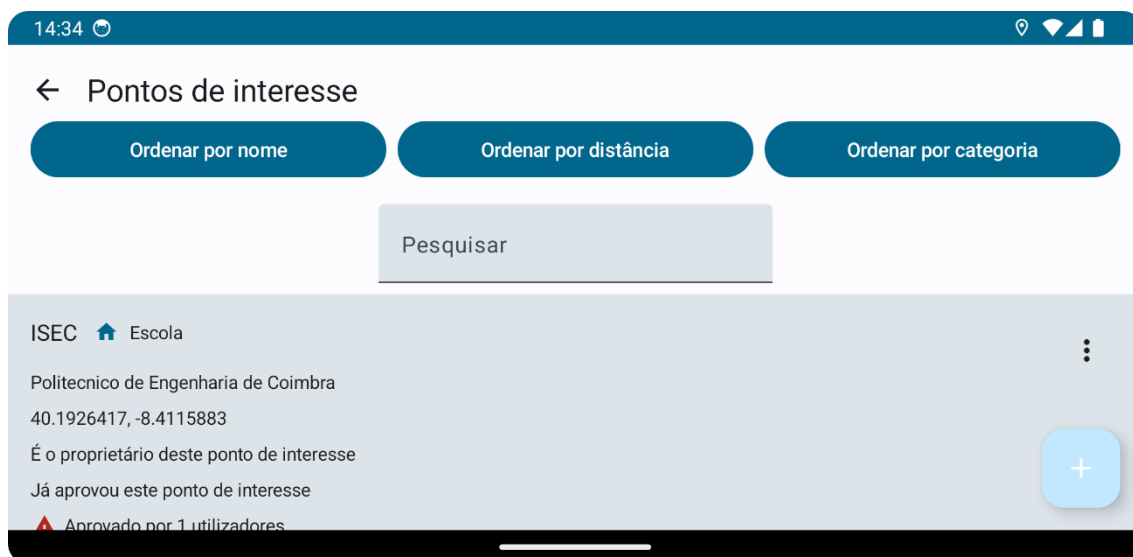 14:34
Pontos de interesse
Ordenar por nome Ordenar por distância Ordenar por categoria
Pesquisar
ISEC Escola
Politecnico de Engenharia de Coimbra
40.1926417, -8.4115883
É o proprietário deste ponto de interesse
Já aprovou este ponto de interesse
Aprovado por 1 utilizadores